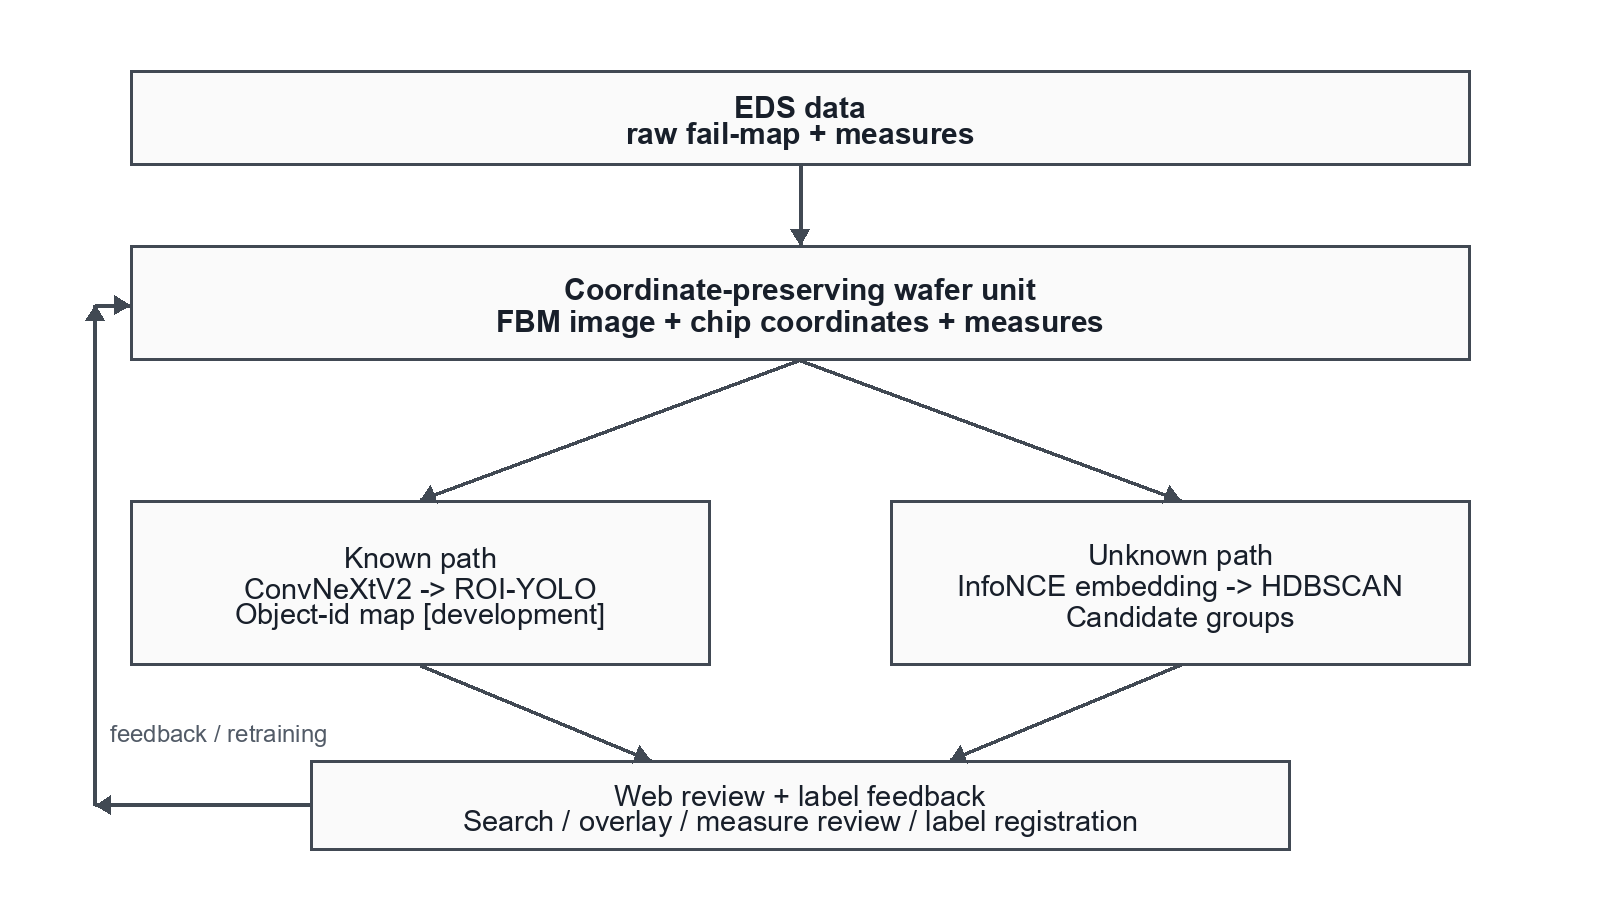 EDS data
raw fail-map + measures
Coordinate-preserving wafer unit
FBM image + chip coordinates + measures
Known path
ConvNeXtV2 -> ROI-YOLO
Object-id map [development]
Unknown path
InfoNCE embedding -> HDBSCAN
Candidate groups
feedback / retraining
Web review + label feedback
Search / overlay / measure review / label registration